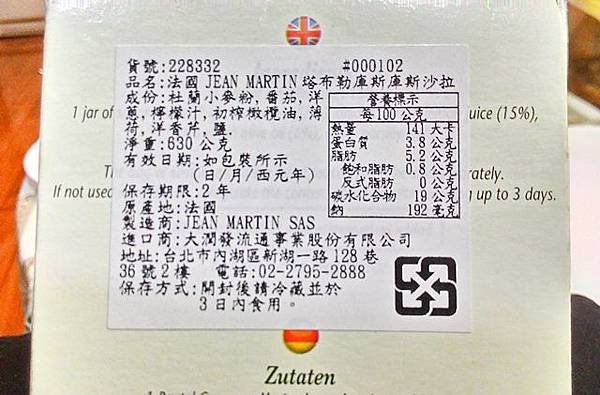 貨號:228332 #000102
品名:法國 JEAN MARTIN 塔布勒庫斯庫斯沙拉
成份:杜蘭小麥粉,番茄,洋
蔥,檸檬汁,初榨橄欖油,薄
荷,洋香芹,鹽.
淨重:630 公克
有效日期:如包裝所示
(日/月/西元年)
保存期限:2 年
原產地:法國
製造商:JEAN MARTIN SAS
進口商:大潤發流通事業股份有限公司
地址:台北市內湖區新湖一路 128 巷
36 號 2 樓 電話:02-2795-2888
保存方式:開封後請冷藏並於
3 日內食用。
營養標示
每 100 公克
熱量 141 大卡
蛋白質 3.8 公克
脂肪 5.2 公克
飽和脂肪 0.8 公克
反式脂肪 0 公克
碳水化合物 19 公克
鈉 192 毫克
1 jar of
juice (15%),
If not used
up to 3 days.
Zutaten